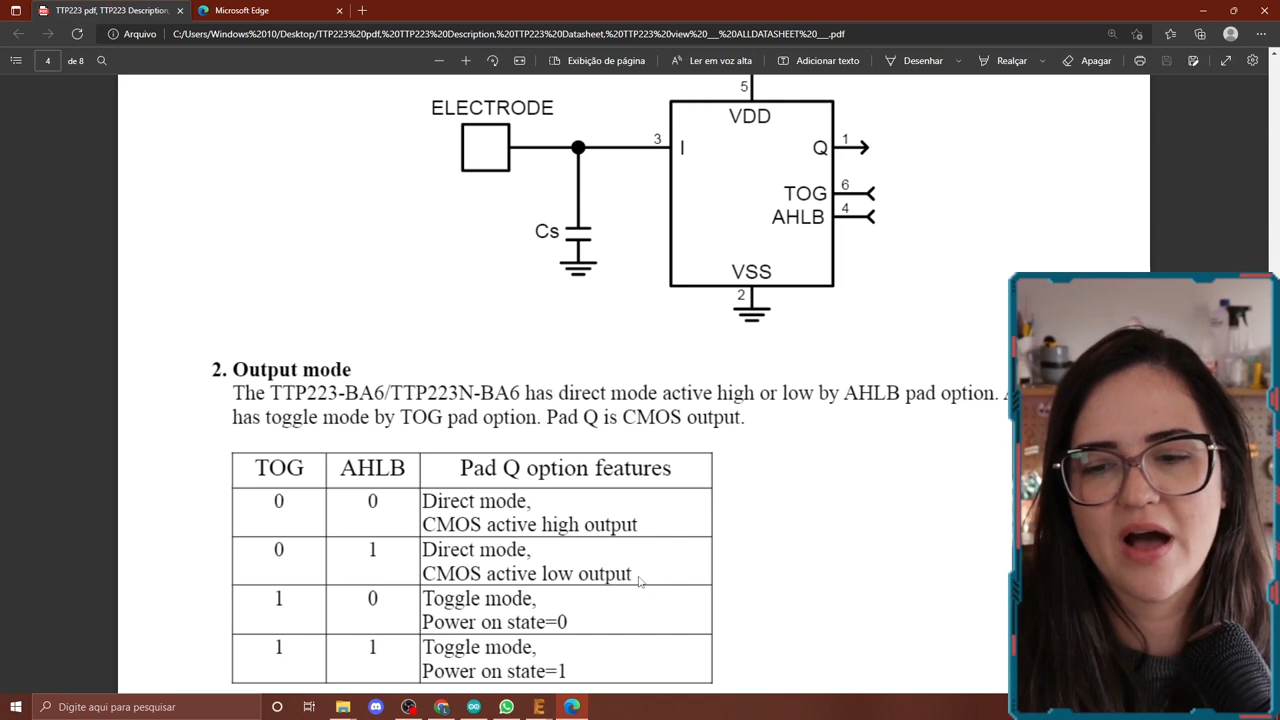 TTP223 pdf, TTP223 Description,
Microsoft Edge
Arquivo
C:/Users/Windows%2010/Desktop/TTP223%20pdf,%20TTP223%20Description,%20TTP223%20Datasheet,%20TTP223%20view%20___%20ALLDATASHEET%20___.pdf
4 de 8
Exibição de página
Ler em voz alta
Adicionar texto
Desenhar
Realçar
Apagar
ELECTRODE
5
VDD
3
I
Q
1
TOG
6
AHLB
4
Cs
VSS
2
2. Output mode
The TTP223-BA6/TTP223N-BA6 has direct mode active high or low by AHLB pad option.
has toggle mode by TOG pad option. Pad Q is CMOS output.
TOG AHLB Pad Q option features
0 0 Direct mode,
CMOS active high output
0 1 Direct mode,
CMOS active low output
1 0 Toggle mode,
Power on state=0
1 1 Toggle mode,
Power on state=1
Digite aqui para pesquisar